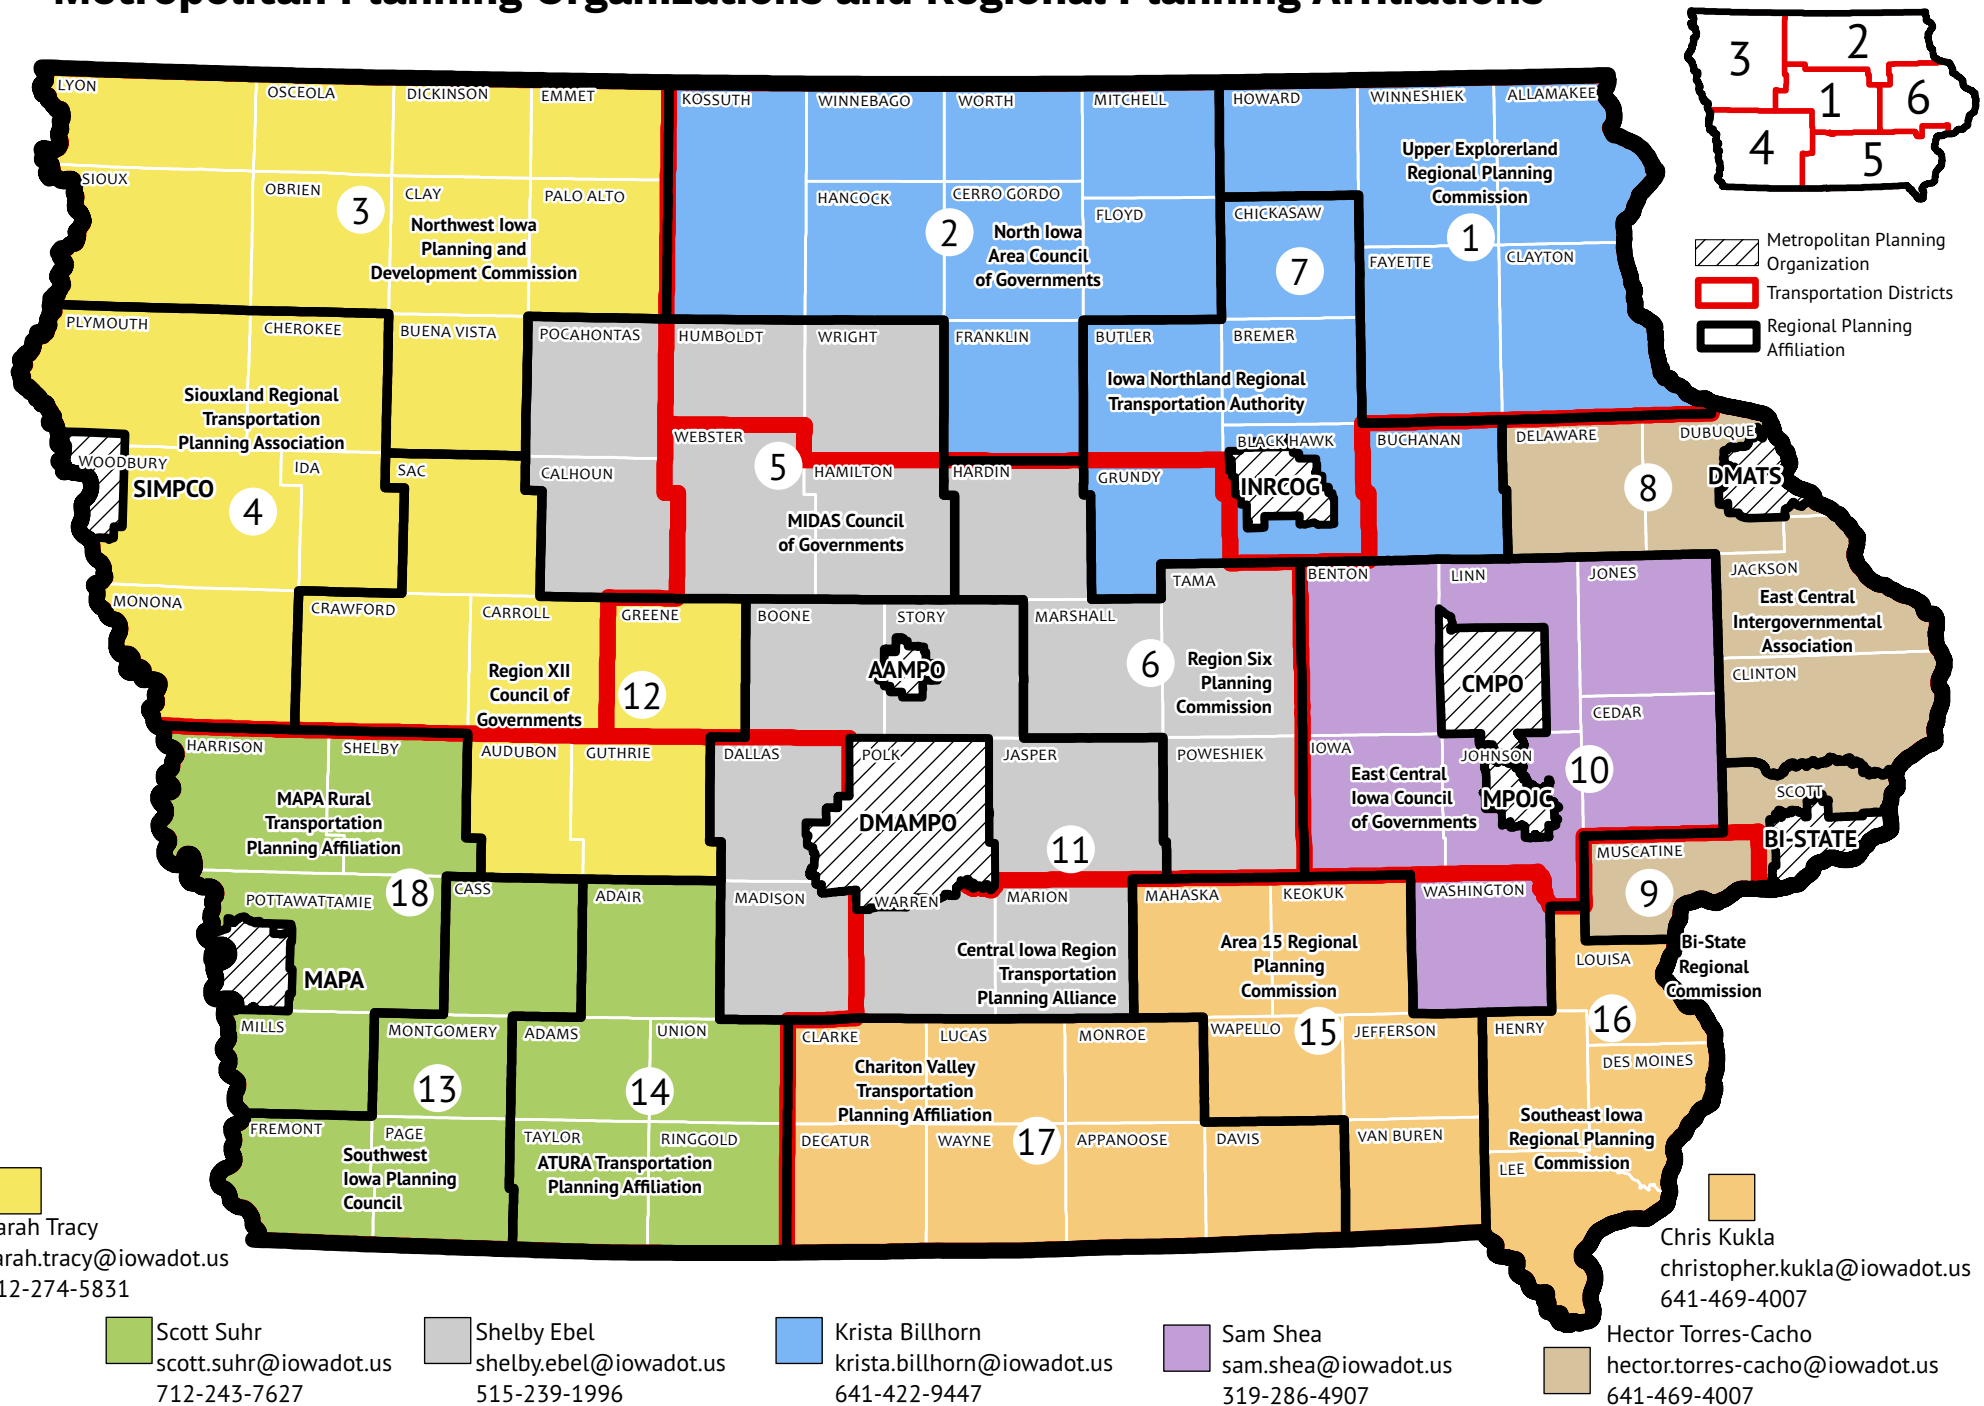 Metropolitan Planning Organizations and Regional Planning Affiliations
3
2
1
6
4
5
Metropolitan Planning
Organization
Transportation Districts
Regional Planning
Affiliation
LYON
OSCEOLA
DICKINSON
EMMET
KOSSUTH
WINNEBAGO
WORTH
MITCHELL
HOWARD
WINNESHIEK
ALLAMAKEE
SIOUX
OBRIEN
CLAY
PALO ALTO
HANCOCK
CERRO GORDO
FLOYD
CHICKASAW
FAYETTE
CLAYTON
3
Northwest Iowa
Planning and
Development Commission
2
North Iowa
Area Council
of Governments
7
Upper Explorerland
Regional Planning
Commission
1
PLYMOUTH
CHEROKEE
BUENA VISTA
POCAHONTAS
HUMBOLDT
WRIGHT
FRANKLIN
BUTLER
BREMER
Siouxland Regional
Transportation
Planning Association
Iowa Northland Regional
Transportation Authority
WOODBURY
SIMPCO
IDA
SAC
CALHOUN
WEBSTER
HAMILTON
HARDIN
GRUNDY
BLACK HAWK
INRCOG
BUCHANAN
DELAWARE
DUBUQUE
DMATS
4
5
MIDAS Council
of Governments
8
MONONA
CRAWFORD
CARROLL
GREENE
BOONE
STORY
MARSHALL
TAMA
BENTON
LINN
JONES
JACKSON
East Central
Intergovernmental
Association
CLINTON
Region XII
Council of
Governments
12
AAMPO
6
Region Six
Planning
Commission
CMPO
CEDAR
HARRISON
SHELBY
AUDUBON
GUTHRIE
DALLAS
POLK
JASPER
POWESHIEK
IOWA
JOHNSON
10
SCOTT
MAPA Rural
Transportation
Planning Affiliation
DMAMPO
11
East Central
Iowa Council
of Governments
MPOJC
BI-STATE
MUSCATINE
9
18
POTTAWATTAMIE
CASS
ADAIR
MADISON
WARREN
MARION
MAHASKA
KEOKUK
WASHINGTON
MAPA
Central Iowa Region
Transportation
Planning Alliance
Area 15 Regional
Planning
Commission
LOUISA
Bi-State
Regional
Commission
MILLS
MONTGOMERY
ADAMS
UNION
CLARKE
LUCAS
MONROE
WAPELLO
15
JEFFERSON
HENRY
16
DES MOINES
13
14
Chariton Valley
Transportation
Planning Affiliation
Southeast Iowa
Regional Planning
Commission
FREMONT
PAGE
TAYLOR
RINGGOLD
DECATUR
WAYNE
17
APPANOOSE
DAVIS
VAN BUREN
LEE
Southwest
Iowa Planning
Council
ATURA Transportation
Planning Affiliation
arah Tracy
arah.tracy@iowadot.us
12-274-5831
Scott Suhr
scott.suhr@iowadot.us
712-243-7627
Shelby Ebel
shelby.ebel@iowadot.us
515-239-1996
Krista Billhorn
krista.billhorn@iowadot.us
641-422-9447
Sam Shea
sam.shea@iowadot.us
319-286-4907
Chris Kukla
christopher.kukla@iowadot.us
641-469-4007
Hector Torres-Cacho
hector.torres-cacho@iowadot.us
641-469-4007